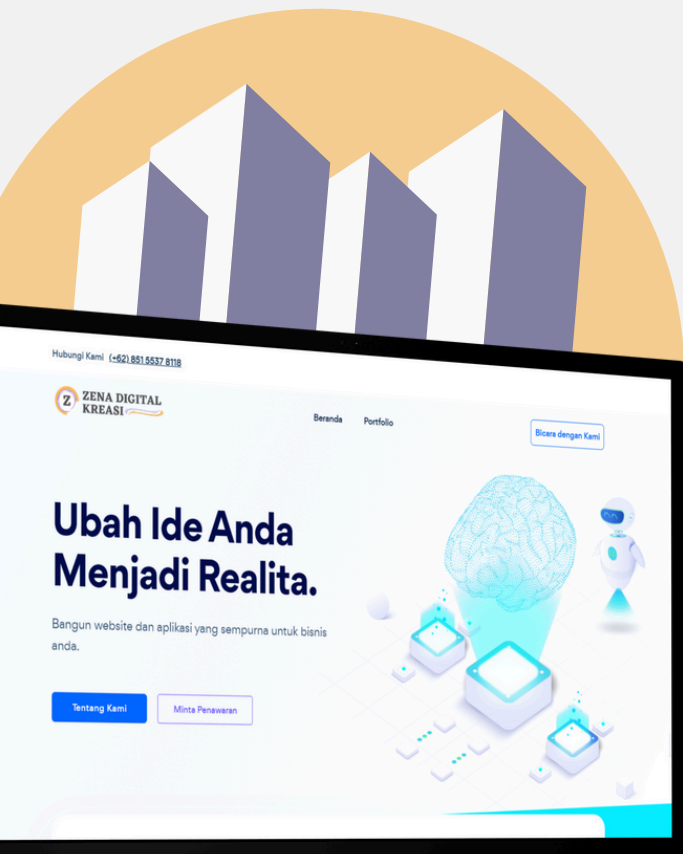 Hubungi Kami (+62) 851 5537 8118
Z ZENA DIGITAL
KREASI
Beranda Portfolio
Bicara dengan Kami
Ubah Ide Anda
Menjadi Realita.
Bangun website dan aplikasi yang sempurna untuk bisnis
anda.
Tentang Kami Minta Penawaran